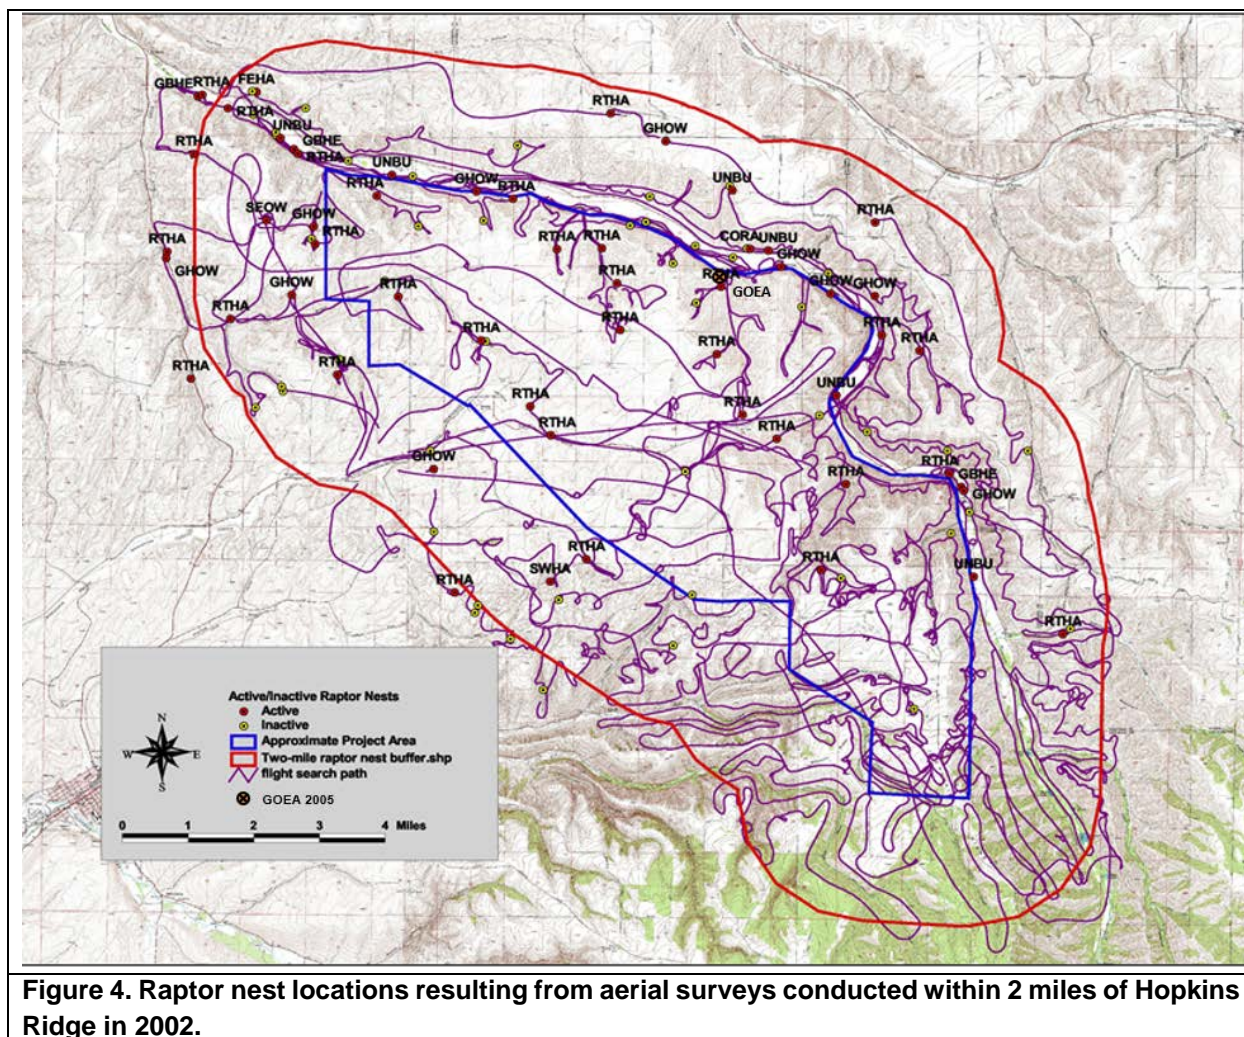 GBHE RTHA FEHA
RTHA
RTHA
UNBU
GHOW
RTHA
GBHE
RTHA
UNBU
RTHA
GHOW
RTHA
UNBU
SEOW
GHOW
RTHA
RTHA
RTHA
GHOW
RTHA
RTHA
CORA
UNBU
GHOW
RTHA
GOEA
GHOW
GHOW
GHOW
RTHA
RTHA
RTHA
RTHA
RTHA
RTHA
RTHA
RTHA
RTHA
RTHA
UNBU
RTHA
RTHA
RTHA
RTHA
GHOW
RTHA
RTHA
GBHE
GHOW
RTHA
SWHA
RTHA
RTHA
UNBU
RTHA
Active/Inactive Raptor Nests
Active
Inactive
Approximate Project Area
Two-mile raptor nest buffer.shp
flight search path
GOEA 2005
N
W E
S
0 1 2 3 4 Miles
Figure 4. Raptor nest locations resulting from aerial surveys conducted within 2 miles of Hopkins
Ridge in 2002.